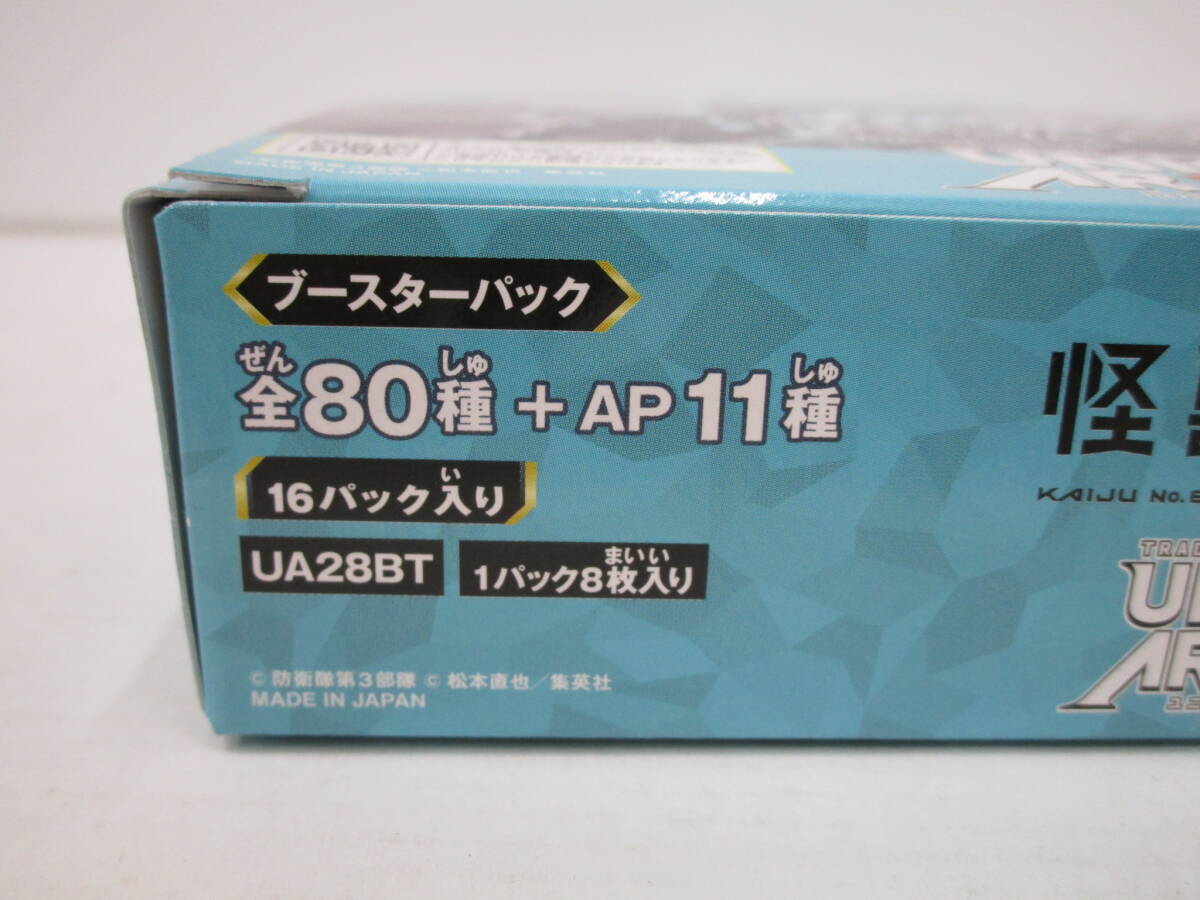 ブースターパック
ぜん しゅ しゅ
全80種 + AP 11種
い
16パック入り
まいい
UA28BT 1パック8枚入り
© 防衛隊第3部隊 © 松本直也/集英社
MADE IN JAPAN
怪
KAIJU No.